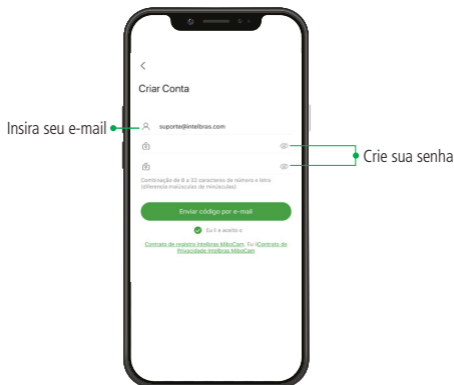 Criar Conta
Insira seu e-mail
suporte@intelbras.com
Crie sua senha
Combinação de 8 a 32 caracteres de número e letra
(diferencia maiúsculas de minúsculas)
Enviar código por e-mail
Eu li e aceito o
Contrato de registro Intelbras MiboCam. Eu li Contrato de
Privacidade Intelbras MiboCam